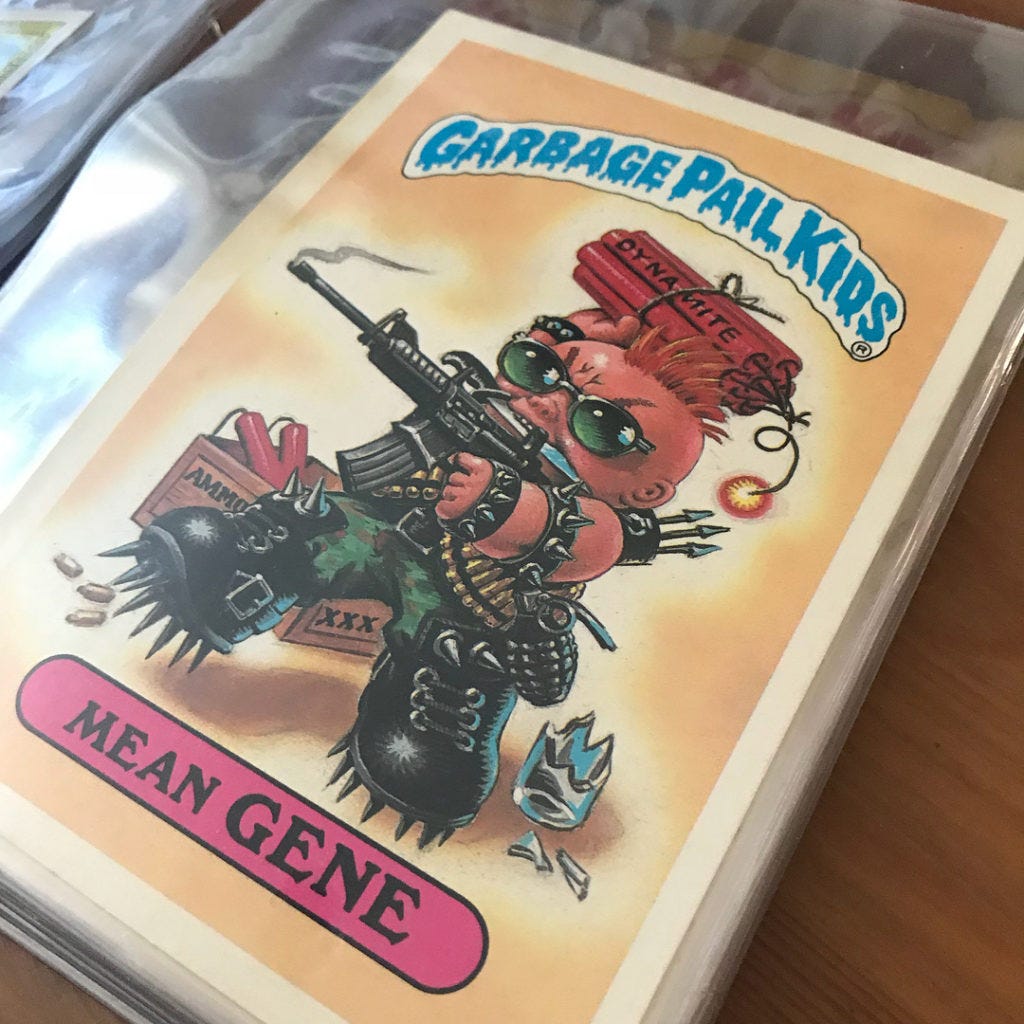 GARBAGE PAIL KIDS®
DYNAMITE
AMMO
XXX
MEAN GENE